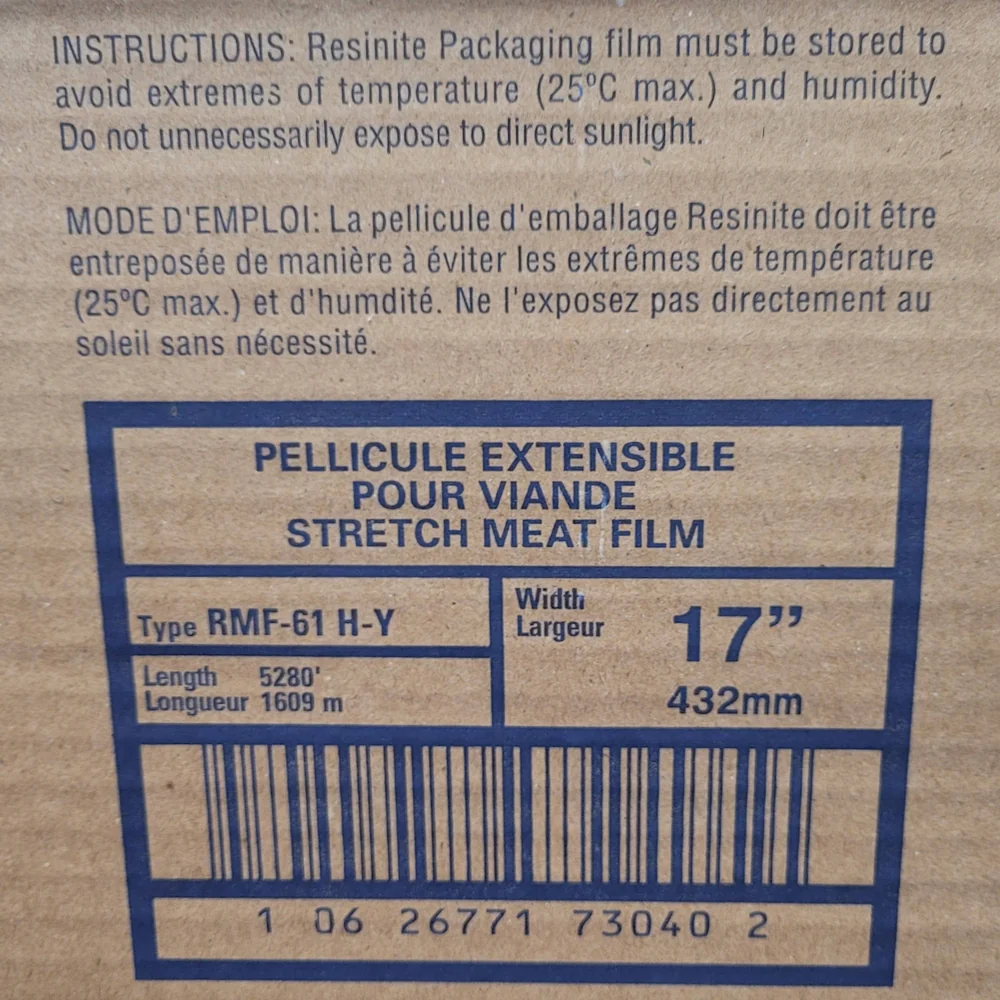 INSTRUCTIONS: Resinite Packaging film must be stored to
avoid extremes of temperature (25ºC max.) and humidity.
Do not unnecessarily expose to direct sunlight.
MODE D'EMPLOI: La pellicule d'emballage Resinite doit être
entreposée de manière à éviter les extrêmes de température
(25ºC max.) et d'humdité. Ne l'exposez pas directement au
soleil sans nécessité.
PELLICULE EXTENSIBLE
POUR VIANDE
STRETCH MEAT FILM
Type RMF-61 H-Y
Length 5280'
Longueur 1609 m
Width
Largeur
17”
432mm
1 06 26771 73040 2